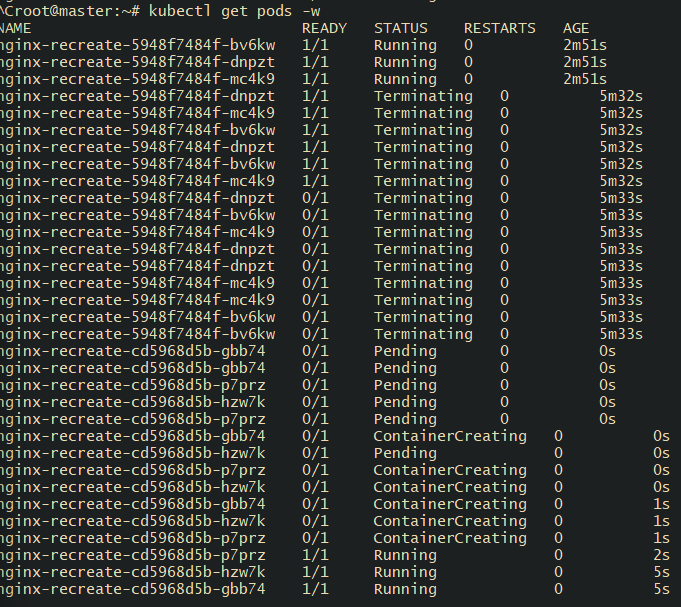 \Croot@master:~# kubectl get pods -w
NAME READY STATUS RESTARTS AGE
nginx-recreate-5948f7484f-bv6kw 1/1 Running 0 2m51s
nginx-recreate-5948f7484f-dnpzt 1/1 Running 0 2m51s
nginx-recreate-5948f7484f-mc4k9 1/1 Running 0 2m51s
nginx-recreate-5948f7484f-dnpzt 1/1 Terminating 0 5m32s
nginx-recreate-5948f7484f-mc4k9 1/1 Terminating 0 5m32s
nginx-recreate-5948f7484f-bv6kw 1/1 Terminating 0 5m32s
nginx-recreate-5948f7484f-dnpzt 1/1 Terminating 0 5m32s
nginx-recreate-5948f7484f-bv6kw 1/1 Terminating 0 5m32s
nginx-recreate-5948f7484f-mc4k9 1/1 Terminating 0 5m32s
nginx-recreate-5948f7484f-dnpzt 0/1 Terminating 0 5m33s
nginx-recreate-5948f7484f-bv6kw 0/1 Terminating 0 5m33s
nginx-recreate-5948f7484f-mc4k9 0/1 Terminating 0 5m33s
nginx-recreate-5948f7484f-dnpzt 0/1 Terminating 0 5m33s
nginx-recreate-5948f7484f-dnpzt 0/1 Terminating 0 5m33s
nginx-recreate-5948f7484f-mc4k9 0/1 Terminating 0 5m33s
nginx-recreate-5948f7484f-mc4k9 0/1 Terminating 0 5m33s
nginx-recreate-5948f7484f-bv6kw 0/1 Terminating 0 5m33s
nginx-recreate-5948f7484f-bv6kw 0/1 Terminating 0 5m33s
nginx-recreate-cd5968d5b-gbb74 0/1 Pending 0 0s
nginx-recreate-cd5968d5b-gbb74 0/1 Pending 0 0s
nginx-recreate-cd5968d5b-p7prz 0/1 Pending 0 0s
nginx-recreate-cd5968d5b-hzw7k 0/1 Pending 0 0s
nginx-recreate-cd5968d5b-p7prz 0/1 Pending 0 0s
nginx-recreate-cd5968d5b-gbb74 0/1 ContainerCreating 0 0s
nginx-recreate-cd5968d5b-hzw7k 0/1 Pending 0 0s
nginx-recreate-cd5968d5b-p7prz 0/1 ContainerCreating 0 0s
nginx-recreate-cd5968d5b-hzw7k 0/1 ContainerCreating 0 0s
nginx-recreate-cd5968d5b-gbb74 0/1 ContainerCreating 0 1s
nginx-recreate-cd5968d5b-hzw7k 0/1 ContainerCreating 0 1s
nginx-recreate-cd5968d5b-p7prz 0/1 ContainerCreating 0 1s
nginx-recreate-cd5968d5b-p7prz 1/1 Running 0 2s
nginx-recreate-cd5968d5b-hzw7k 1/1 Running 0 5s
nginx-recreate-cd5968d5b-gbb74 1/1 Running 0 5s